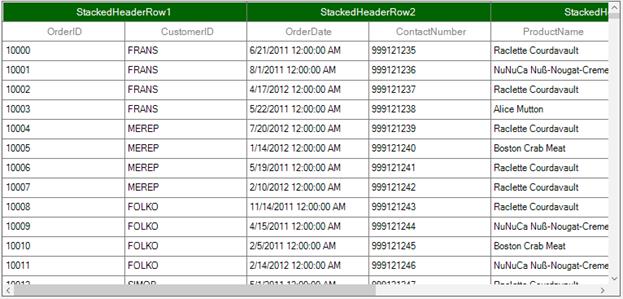 StackedHeaderRow1 StackedHeaderRow2 StackedHe
OrderID CustomerID OrderDate ContactNumber ProductName
10000 FRANS 6/21/2011 12:00:00 AM 999121235 Raclette Courdavault
10001 FRANS 8/1/2011 12:00:00 AM 999121236 NuNuCa Nuß-Nougat-Creme
10002 FRANS 4/17/2012 12:00:00 AM 999121237 Raclette Courdavault
10003 FRANS 5/22/2011 12:00:00 AM 999121238 Alice Mutton
10004 MEREP 7/20/2012 12:00:00 AM 999121239 Raclette Courdavault
10005 MEREP 1/14/2012 12:00:00 AM 999121240 Boston Crab Meat
10006 MEREP 5/19/2011 12:00:00 AM 999121241 Raclette Courdavault
10007 MEREP 2/10/2012 12:00:00 AM 999121242 Raclette Courdavault
10008 FOLKO 11/14/2011 12:00:00 AM 999121243 Raclette Courdavault
10009 FOLKO 4/15/2011 12:00:00 AM 999121244 NuNuCa Nuß-Nougat-Creme
10010 FOLKO 2/5/2011 12:00:00 AM 999121245 Boston Crab Meat
10011 FOLKO 2/14/2012 12:00:00 AM 999121246 NuNuCa Nuß-Nougat-Creme